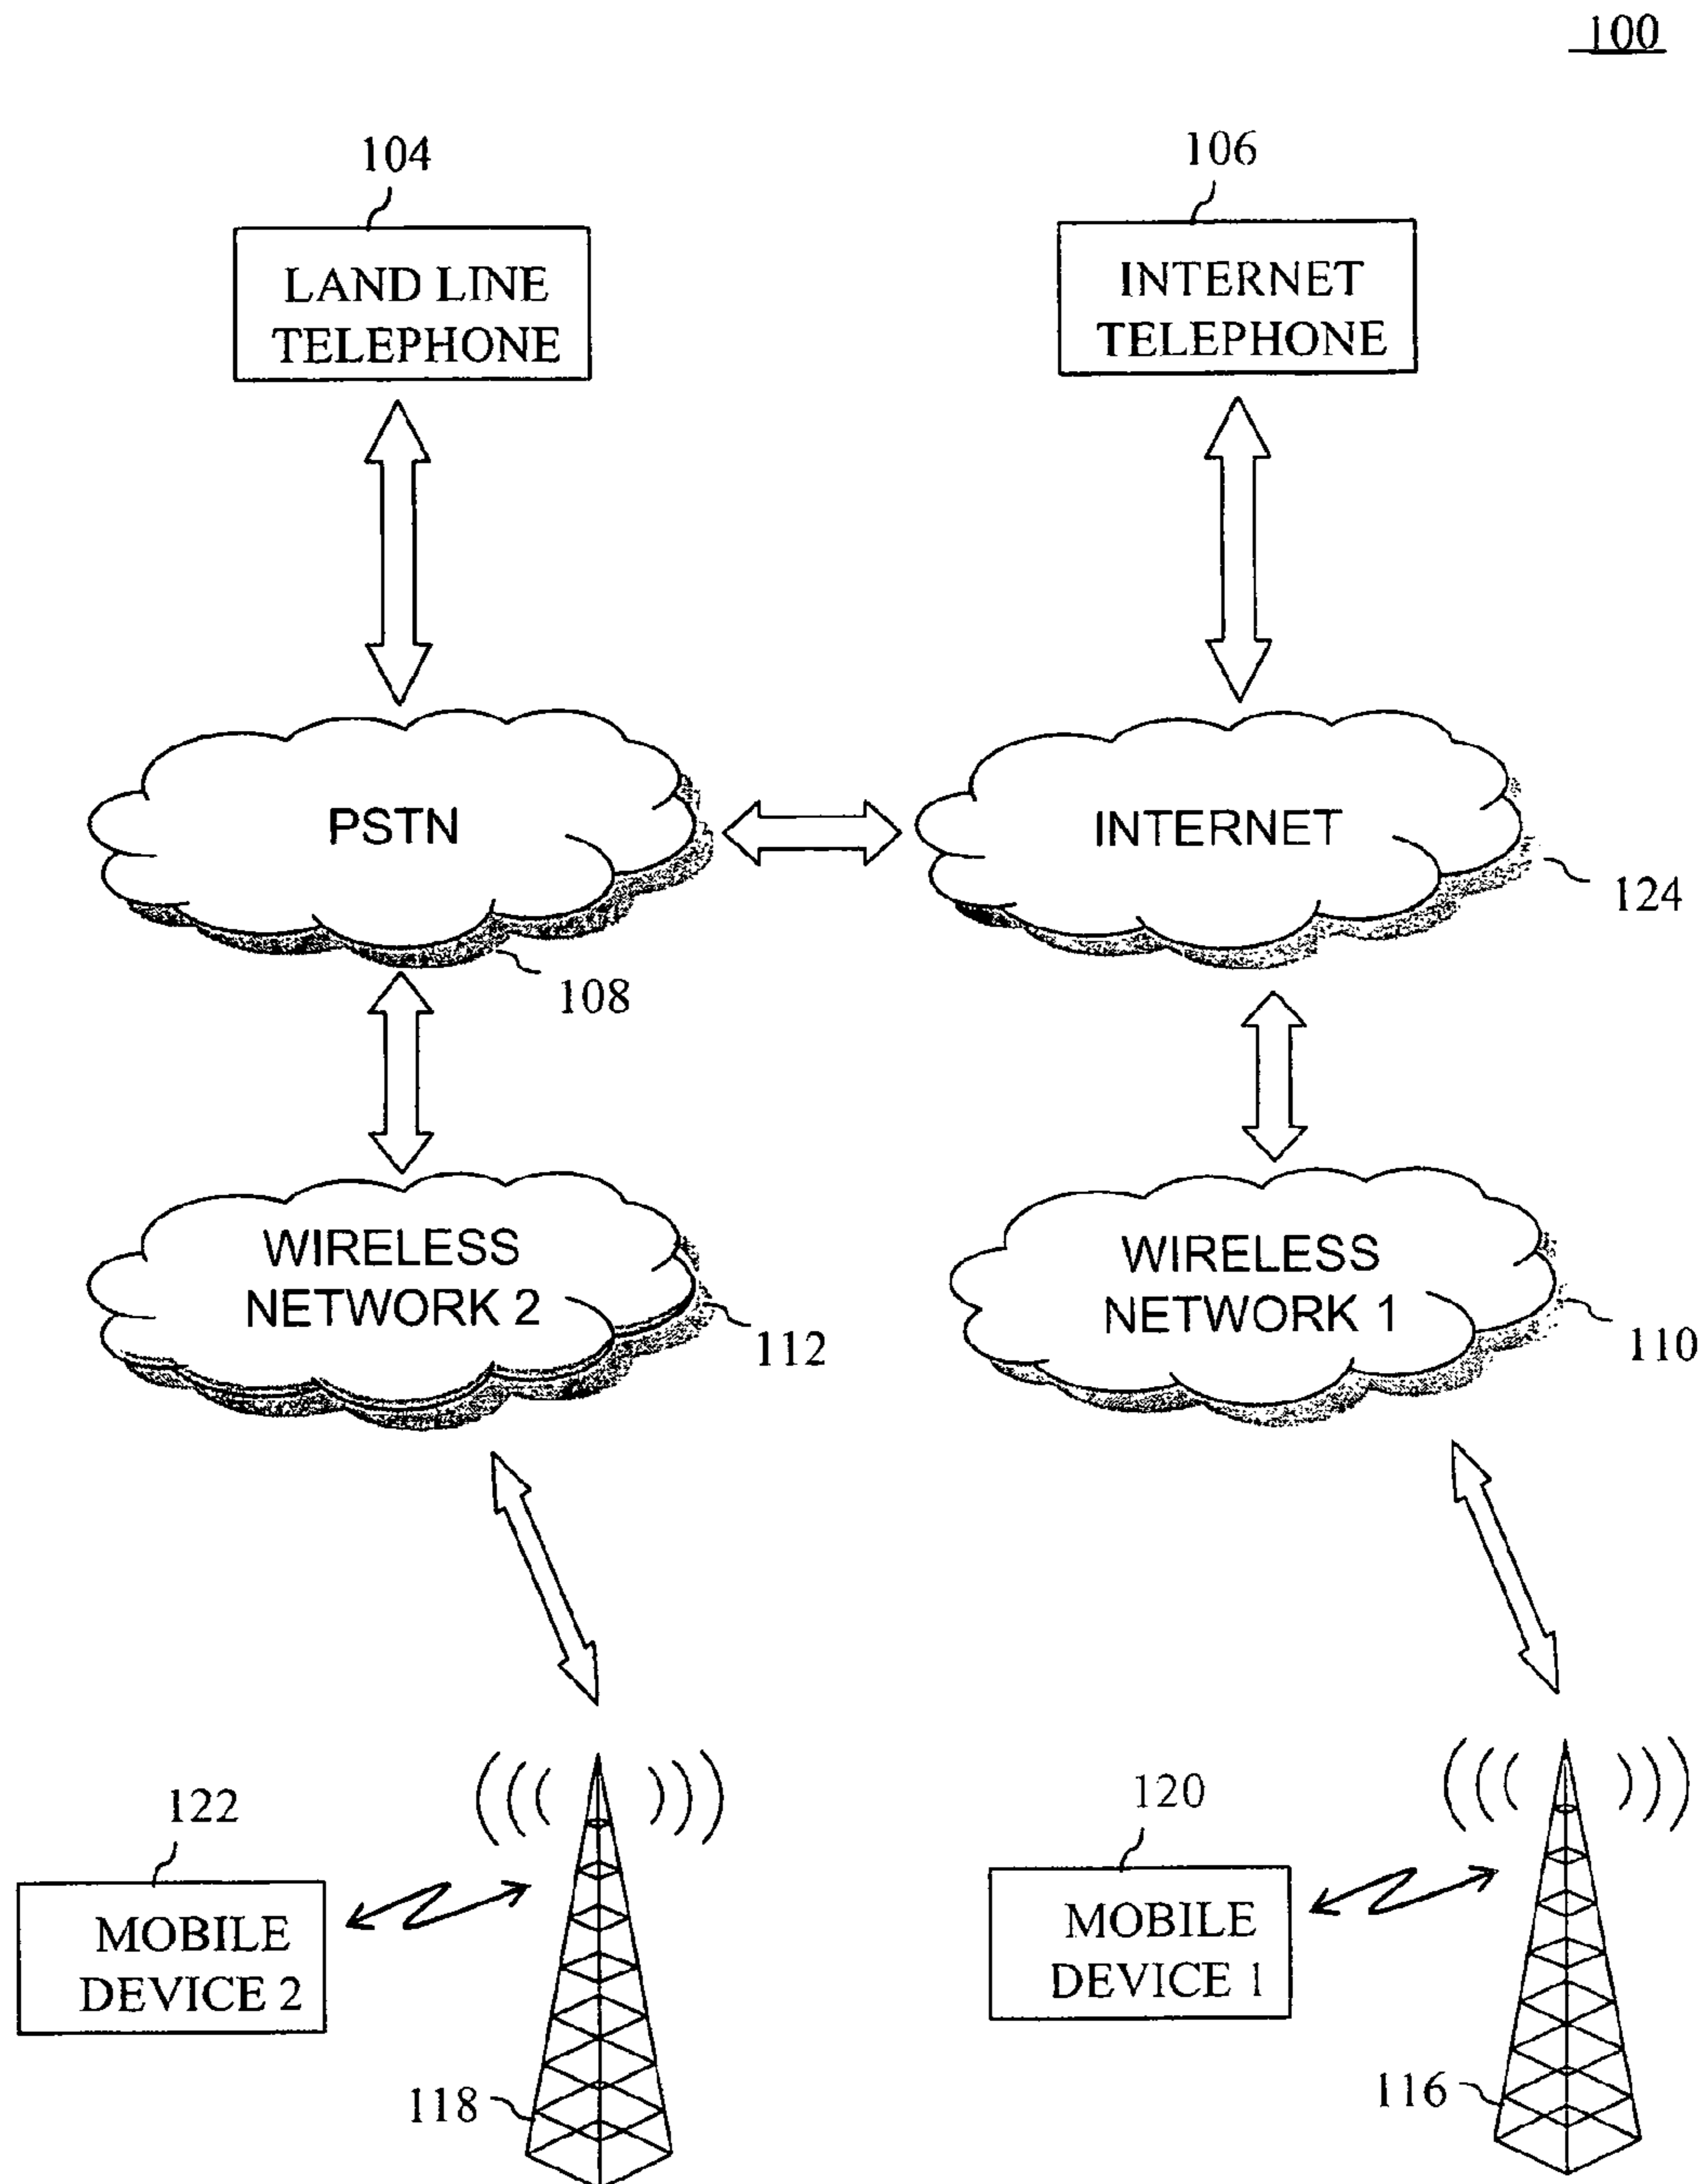 100
104
106
LAND LINE
TELEPHONE
INTERNET
TELEPHONE
PSTN
INTERNET
124
108
WIRELESS
NETWORK 2
WIRELESS
NETWORK 1
112
110
122
120
MOBILE
DEVICE 2
MOBILE
DEVICE 1
118
116